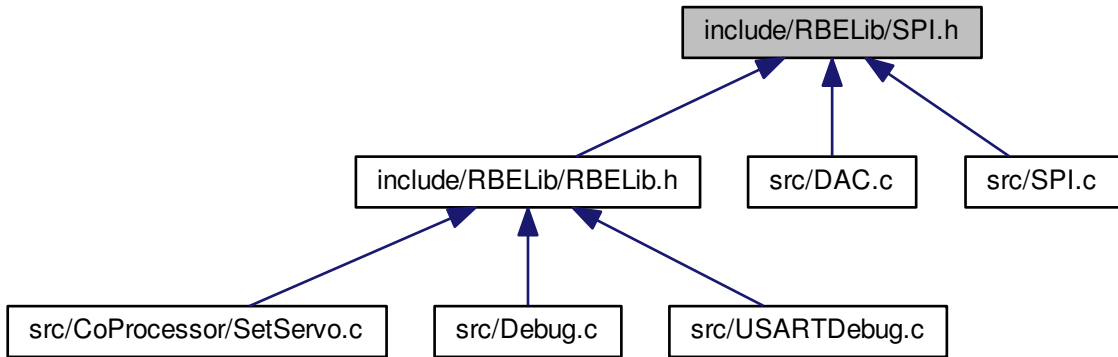 include/RBELib/SPI.h
include/RBELib/RBELib.h
src/DAC.c
src/SPI.c
src/CoProcessor/SetServo.c
src/Debug.c
src/USARTDebug.c